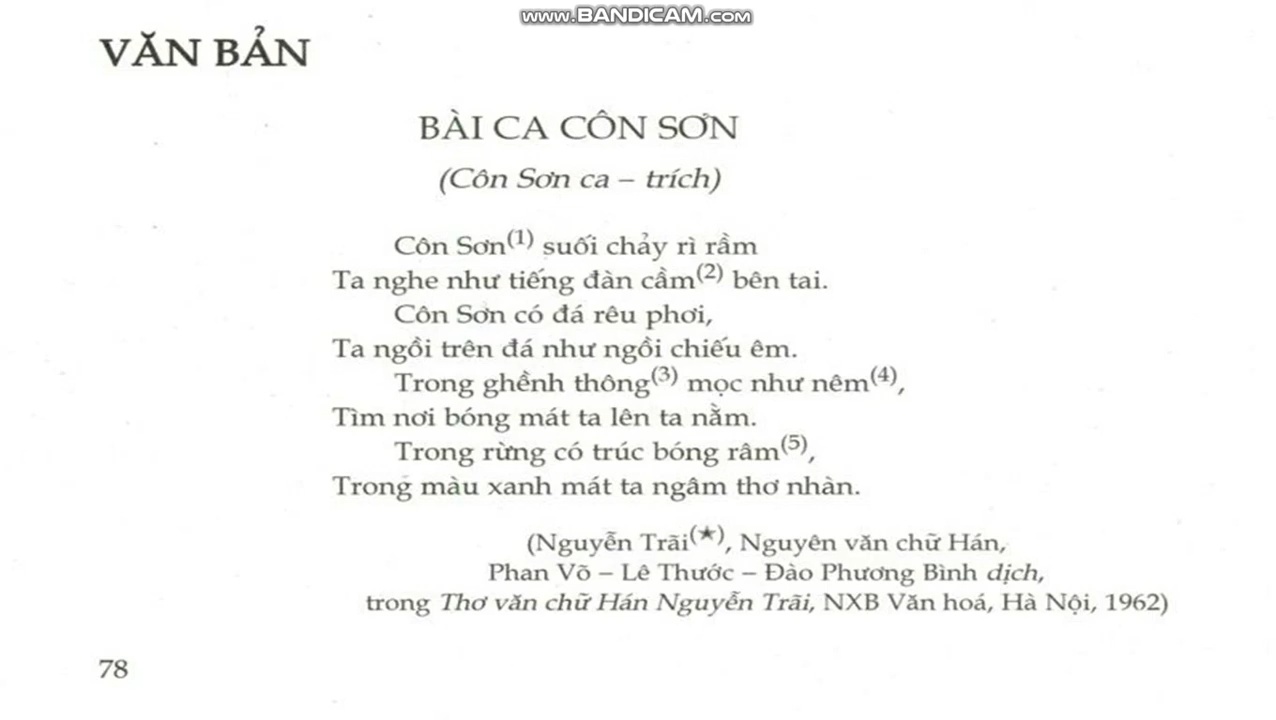 www.BANDICAM.com
VĂN BẢN
BÀI CA CÔN SƠN
(Côn Sơn ca – trích)
Côn Sơn(1) suối chảy rì rầm
Ta nghe như tiếng đàn cầm(2) bên tai.
Côn Sơn có đá rêu phơi,
Ta ngồi trên đá như ngồi chiếu êm.
Trong ghềnh thông(3) mọc như nêm(4),
Tìm nơi bóng mát ta lên ta nằm.
Trong rừng có trúc bóng râm(5),
Trong màu xanh mát ta ngâm thơ nhàn.
(Nguyễn Trãi(★), Nguyên văn chữ Hán,
Phan Võ – Lê Thước – Đào Phương Bình dịch,
trong Thơ văn chữ Hán Nguyễn Trãi, NXB Văn hoá, Hà Nội, 1962)
78